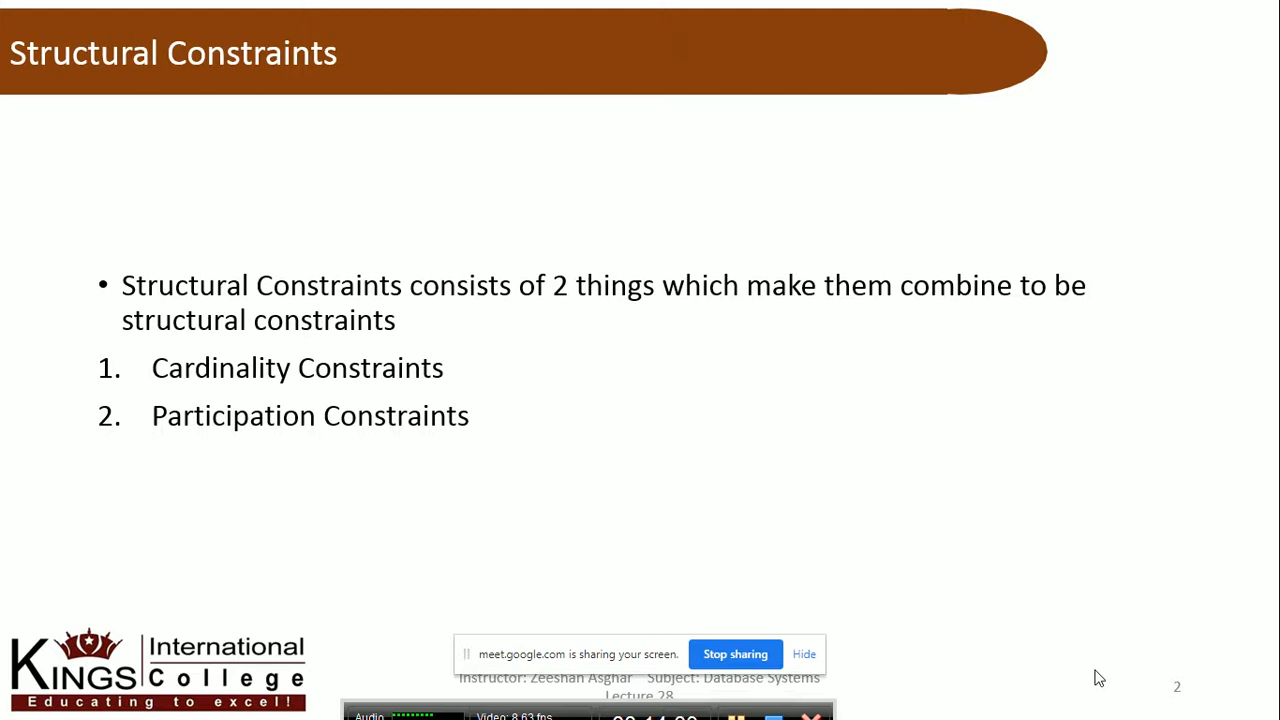 Structural Constraints
• Structural Constraints consists of 2 things which make them combine to be
structural constraints
1. Cardinality Constraints
2. Participation Constraints
KINGS International
College
Educating to excel!
meet.google.com is sharing your screen. Stop sharing Hide
Instructor: Zeeshan Asghar Subject: Database Systems
Lecture 28
2
Audio Video: 8.63 fps